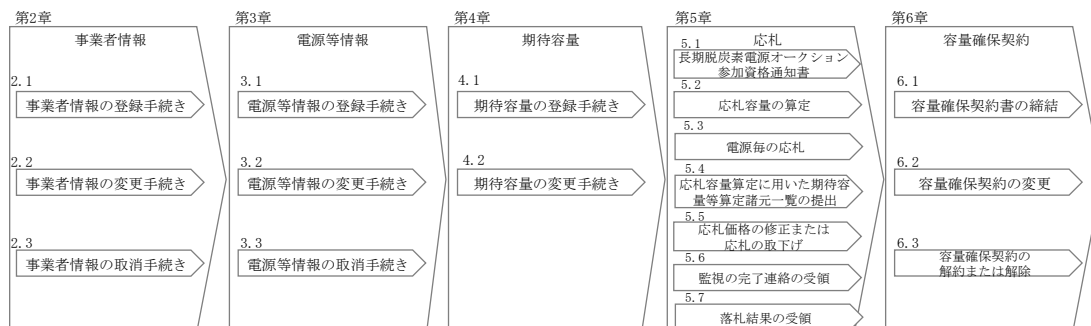 第2章
事業者情報
2.1
事業者情報の登録手続き
2.2
事業者情報の変更手続き
2.3
事業者情報の取消手続き
第3章
電源等情報
3.1
電源等情報の登録手続き
3.2
電源等情報の変更手続き
3.3
電源等情報の取消手続き
第4章
期待容量
4.1
期待容量の登録手続き
4.2
期待容量の変更手続き
第5章
応札
5.1
長期脱炭素電源オークション
参加資格通知書
5.2
応札容量の算定
5.3
電源毎の応札
5.4
応札容量算定に用いた期待容
量等算定諸元一覧の提出
5.5
応札価格の修正または
応札の取下げ
5.6
監視の完了連絡の受領
5.7
落札結果の受領
第6章
容量確保契約
6.1
容量確保契約書の締結
6.2
容量確保契約の変更
6.3
容量確保契約の
解約または解除